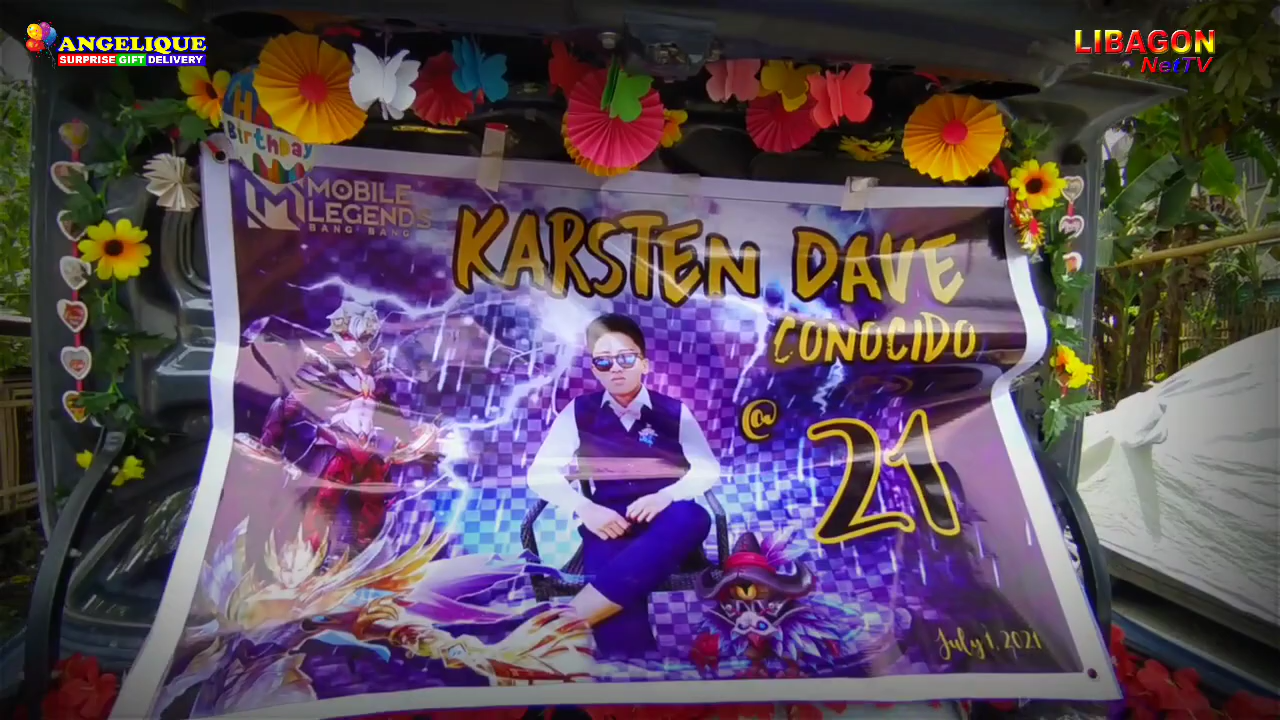 ANGELIQUE
SURPRISE GIFT DELIVERY
LIBAGON
NetTV
Birthday
MOBILE
LEGENDS
BANG BANG
KARSTEN DAVE
CONOCIDO
@
21
July 1, 2021